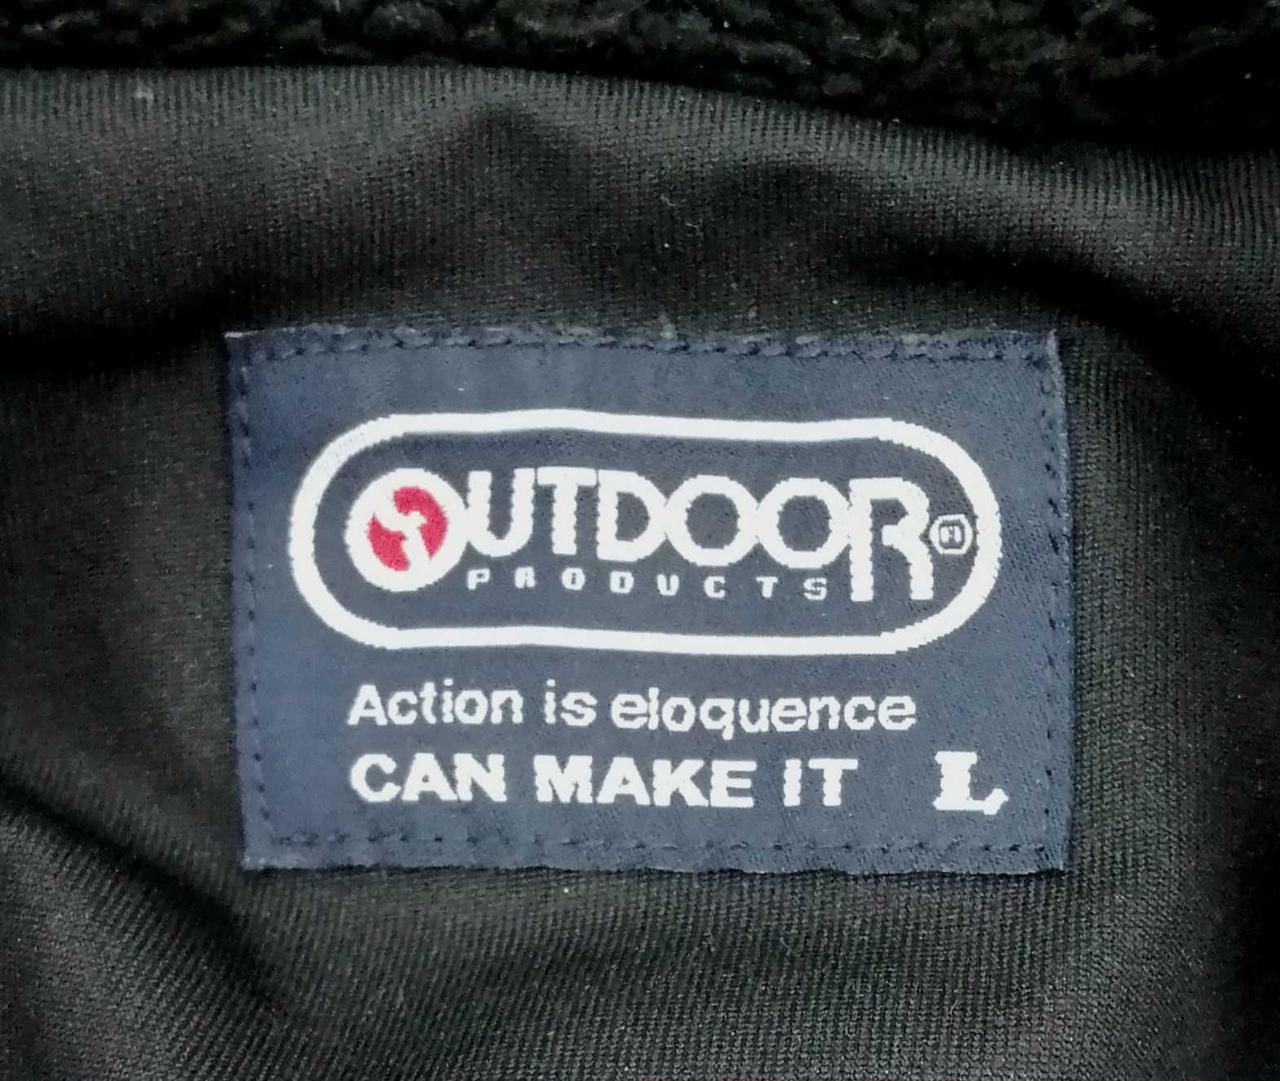 OUTDOOR
PRODUCTS
Action is eloquence
CAN MAKE IT L